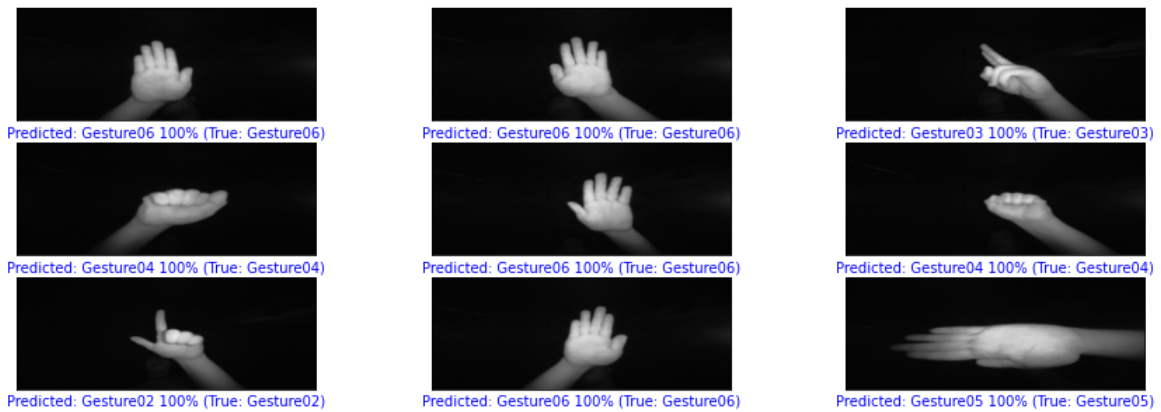 Predicted: Gesture06 100% (True: Gesture06)
Predicted: Gesture06 100% (True: Gesture06)
Predicted: Gesture03 100% (True: Gesture03)
Predicted: Gesture04 100% (True: Gesture04)
Predicted: Gesture06 100% (True: Gesture06)
Predicted: Gesture04 100% (True: Gesture04)
Predicted: Gesture02 100% (True: Gesture02)
Predicted: Gesture06 100% (True: Gesture06)
Predicted: Gesture05 100% (True: Gesture05)